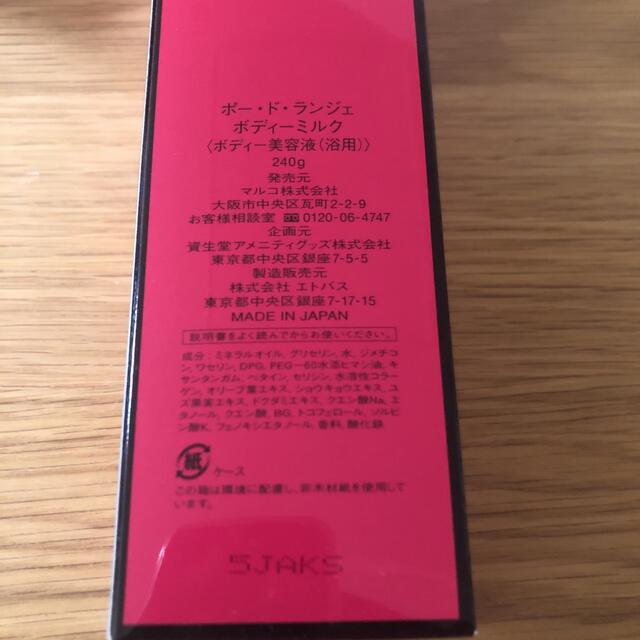 ポー・ド・ランジェ
ボディーミルク
〈ボディー美容液（浴用）〉
240g
発売元
マルコ株式会社
大阪市中央区瓦町2-2-9
お客様相談室 0120-06-4747
企画元
資生堂アメニティグッズ株式会社
東京都中央区銀座7-5-5
製造販売元
株式会社 エトバス
東京都中央区銀座7-17-15
MADE IN JAPAN
説明書をよく読んでからお使いください。
成分：ミネラルオイル, グリセリン, 水, ジメチコ
ン, ワセリン, DPG, PEG－60水添ヒマシ油, キ
サンタンガム, ベタイン, セリシン, 水溶性コラー
ゲン, オリーブ葉エキス, ショウキョウエキス, ユ
ズ果実エキス, ドクダミエキス, クエン酸Na, エ
タノール, クエン酸, BG, トコフェロール, ソルビ
ン酸K, フェノキシエタノール, 香料, 酸化鉄
紙 ケース
この箱は環境に配慮し、非木材紙を使用して
います。
5JAKS